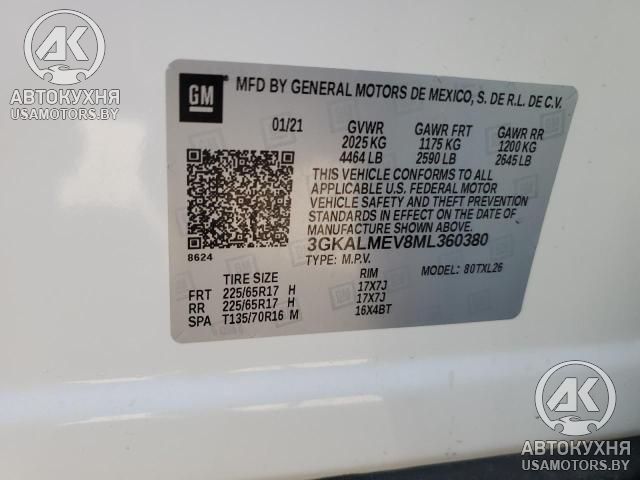 АВТОКУХНЯ
USAMOTORS.BY
GM
MFD BY GENERAL MOTORS DE MEXICO, S. DE R.L. DE C.V.
01/21 GVWR GAWR FRT GAWR RR
2025 KG 1175 KG 1200 KG
4464 LB 2590 LB 2645 LB
THIS VEHICLE CONFORMS TO ALL
APPLICABLE U.S. FEDERAL MOTOR
VEHICLE SAFETY AND THEFT PREVENTION
STANDARDS IN EFFECT ON THE DATE OF
MANUFACTURE SHOWN ABOVE.
3GKALMEV8ML360380
8624 TYPE: M.P.V.
MODEL: 80TXL26
TIRE SIZE RIM
FRT 225/65R17 H 17X7J
RR 225/65R17 H 17X7J
SPA T135/70R16 M 16X4BT
АК
АВТОКУХНЯ
USAMOTORS.BY